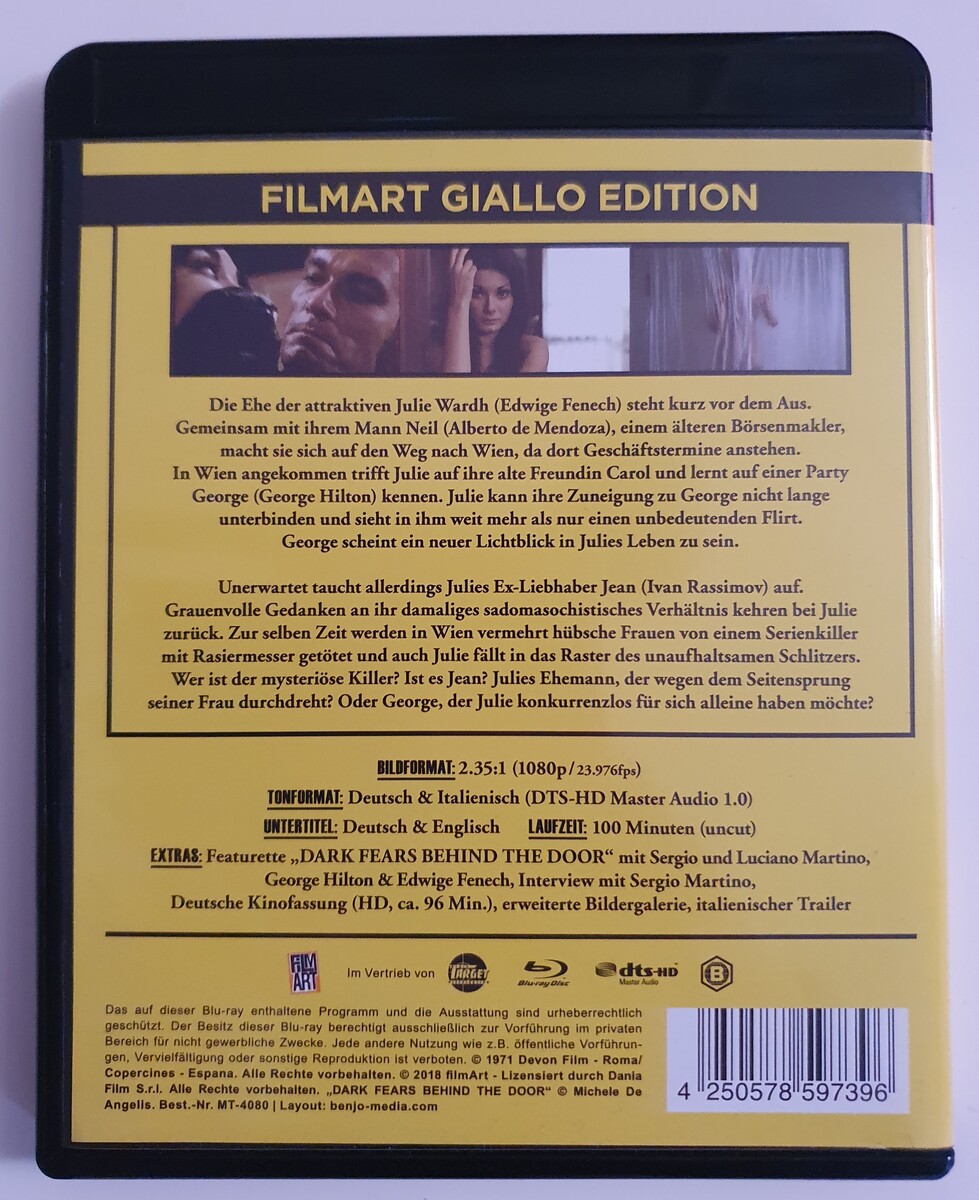 FILMART GIALLO EDITION
Die Ehe der attraktiven Julie Wardh (Edwige Fenech) steht kurz vor dem Aus.
Gemeinsam mit ihrem Mann Neil (Alberto de Mendoza), einem älteren Börsenmakler,
macht sie sich auf den Weg nach Wien, da dort Geschäftstermine anstehen.
In Wien angekommen trifft Julie auf ihre alte Freundin Carol und lernt auf einer Party
George (George Hilton) kennen. Julie kann ihre Zuneigung zu George nicht lange
unterbinden und sieht in ihm weit mehr als nur einen unbedeutenden Flirt.
George scheint ein neuer Lichtblick in Julies Leben zu sein.
Unerwartet taucht allerdings Julies Ex-Liebhaber Jean (Ivan Rassimov) auf.
Grauenvolle Gedanken an ihr damaliges sadomasochistisches Verhältnis kehren bei Julie
zurück. Zur selben Zeit werden in Wien vermehrt hübsche Frauen von einem Serienkiller
mit Rasiermesser getötet und auch Julie fällt in das Raster des unaufhaltsamen Schlitzers.
Wer ist der mysteriöse Killer? Ist es Jean? Julies Ehemann, der wegen dem Seitensprung
seiner Frau durchdreht? Oder George, der Julie konkurrenzlos für sich alleine haben möchte?
BILDFORMAT: 2.35:1 (1080p/23.976fps)
TONFORMAT: Deutsch & Italienisch (DTS-HD Master Audio 1.0)
UNTERTITEL: Deutsch & Englisch LAUFZEIT: 100 Minuten (uncut)
EXTRAS: Featurette „DARK FEARS BEHIND THE DOOR“ mit Sergio und Luciano Martino,
George Hilton & Edwige Fenech, Interview mit Sergio Martino,
Deutsche Kinofassung (HD, ca. 96 Min.), erweiterte Bildergalerie, italienischer Trailer
FILM ART
Im Vertrieb von
TARGET
Blu-ray Disc
dts-HD
Master Audio
B
Das auf dieser Blu-ray enthaltene Programm und die Ausstattung sind urheberrechtlich
geschützt. Der Besitz dieser Blu-ray berechtigt ausschließlich zur Vorführung im privaten
Bereich für nicht gewerbliche Zwecke. Jede andere Nutzung wie z.B. öffentliche Vorführun-
gen, Vervielfältigung oder sonstige Reproduktion ist verboten. © 1971 Devon Film - Roma/
Copercines - Espana. Alle Rechte vorbehalten. © 2018 filmArt - Lizensiert durch Dania
Film S.r.l. Alle Rechte vorbehalten. „DARK FEARS BEHIND THE DOOR“ © Michele De
Angelis. Best.-Nr. MT-4080 | Layout: benjo-media.com
4 250578 597396